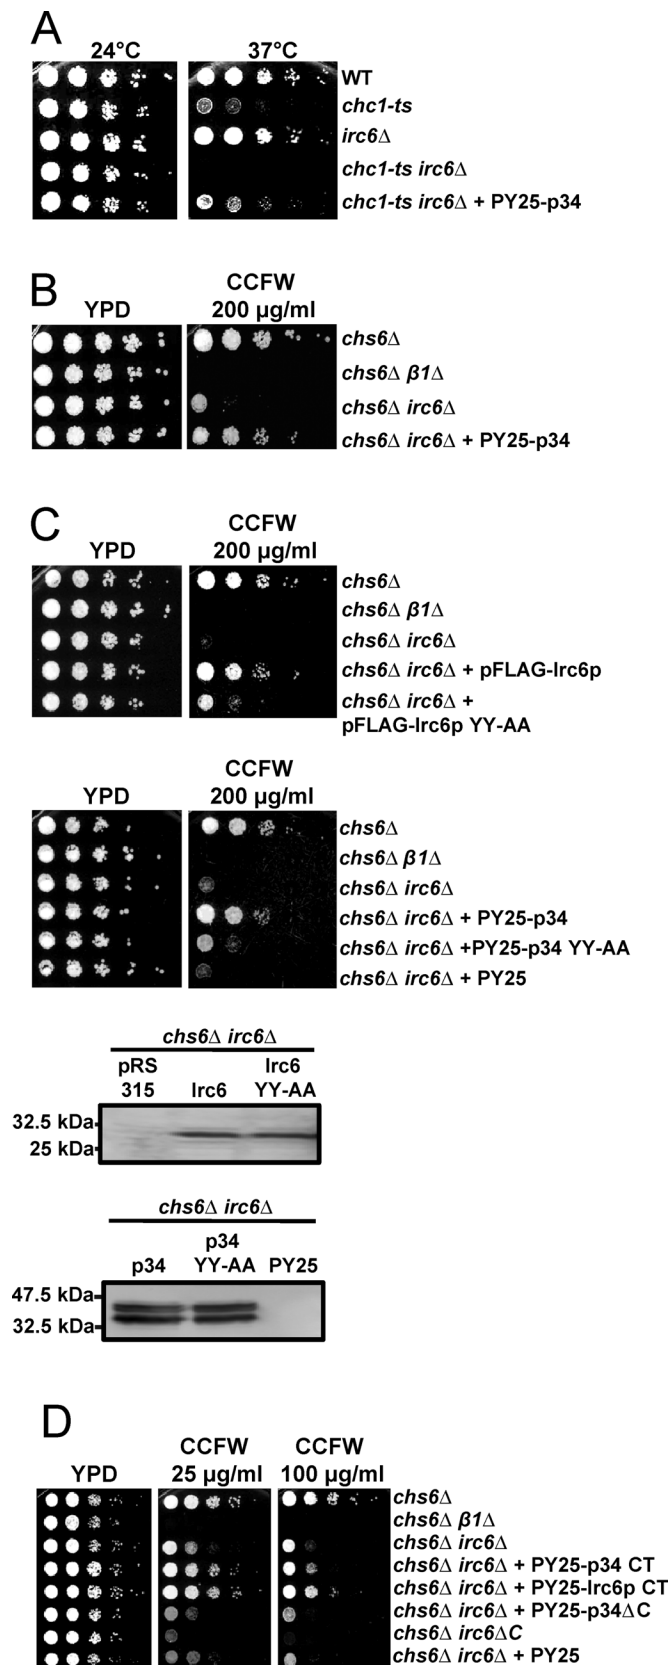 A
24°C 37°C
WT
chc1-ts
irc6Δ
chc1-ts irc6Δ
chc1-ts irc6Δ + PY25-p34
B
YPD
CCFW
200 µg/ml
chs6Δ
chs6Δ β1Δ
chs6Δ irc6Δ
chs6Δ irc6Δ + PY25-p34
C
YPD
CCFW
200 µg/ml
chs6Δ
chs6Δ β1Δ
chs6Δ irc6Δ
chs6Δ irc6Δ + pFLAG-Irc6p
chs6Δ irc6Δ +
pFLAG-Irc6p YY-AA
YPD
CCFW
200 µg/ml
chs6Δ
chs6Δ β1Δ
chs6Δ irc6Δ
chs6Δ irc6Δ + PY25-p34
chs6Δ irc6Δ +PY25-p34 YY-AA
chs6Δ irc6Δ + PY25
chs6Δ irc6Δ
pRS Irc6
315 Irc6 YY-AA
32.5 kDa
25 kDa
chs6Δ irc6Δ
p34
p34 YY-AA PY25
47.5 kDa
32.5 kDa
D
CCFW CCFW
YPD 25 µg/ml 100 µg/ml
chs6Δ
chs6Δ β1Δ
chs6Δ irc6Δ
chs6Δ irc6Δ + PY25-p34 CT
chs6Δ irc6Δ + PY25-Irc6p CT
chs6Δ irc6Δ + PY25-p34ΔC
chs6Δ irc6ΔC
chs6Δ irc6Δ + PY25